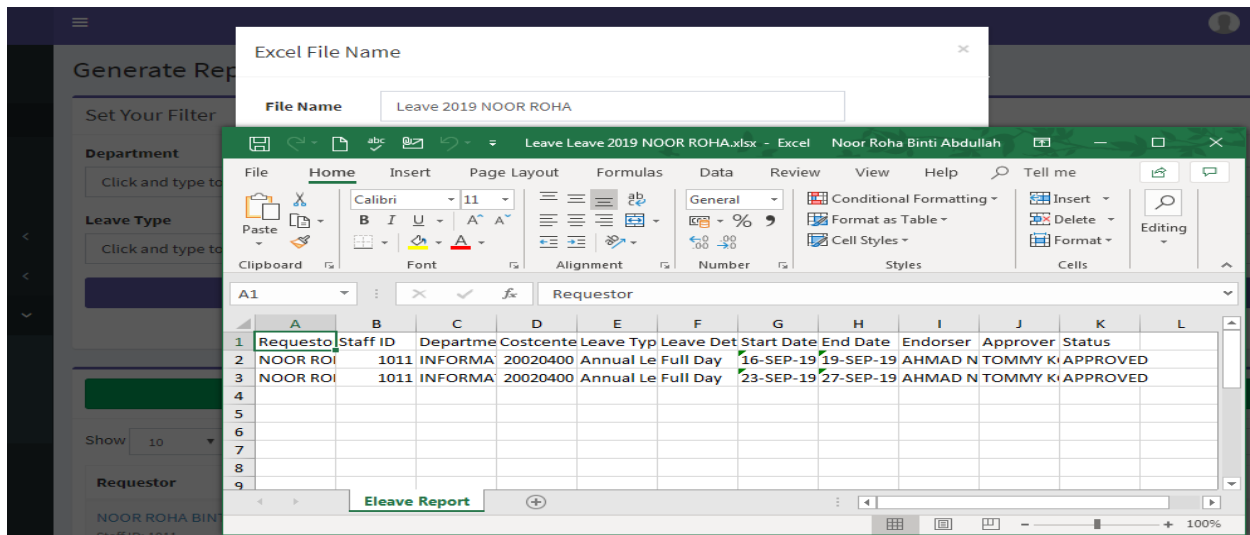 Excel File Name ×
Generate Rep
File Name Leave 2019 NOOR ROHA
Set Your Filter
Leave Leave 2019 NOOR ROHA.xlsx - Excel Noor Roha Binti Abdullah
Department
File Home Insert Page Layout Formulas Data Review View Help Tell me
Click and type to
Calibri 11 General Conditional Formatting Insert
Paste B I U A A % Format as Table Delete Editing
Leave Type
Cell Styles Format
Click and type to
Clipboard Font Alignment Number Styles Cells
A1 fx Requestor
A B C D E F G H I J K L
1 Requesto Staff ID Departme Costcente Leave Typ Leave Det Start Date End Date Endorser Approver Status
2 NOOR ROI 1011 INFORMA 20020400 Annual Le Full Day 16-SEP-19 19-SEP-19 AHMAD N TOMMY K APPROVED
3 NOOR ROI 1011 INFORMA 20020400 Annual Le Full Day 23-SEP-19 27-SEP-19 AHMAD N TOMMY K APPROVED
4
5
6
Show 10
7
8
Requestor
9
Eleave Report
NOOR ROHA BINT
100%